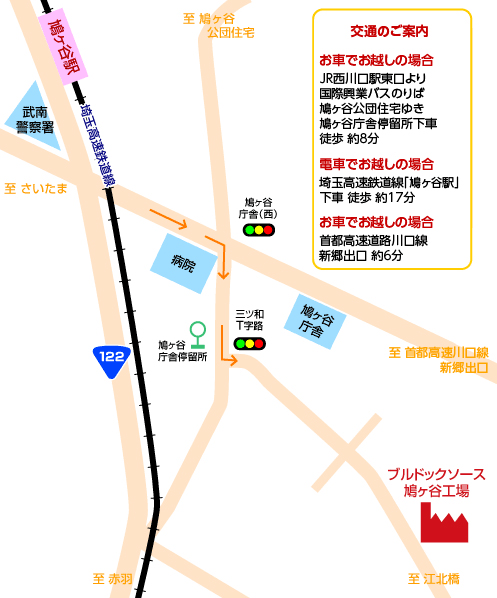 至 鳩ヶ谷
公団住宅
鳩ヶ谷駅
武南
警察署
埼玉高速鉄道線
至 さいたま
交通のご案内
お車でお越しの場合
JR西川口駅東口より
国際興業バスのりば
鳩ヶ谷公団住宅ゆき
鳩ヶ谷庁舎停留所下車
徒歩 約8分
電車でお越しの場合
埼玉高速鉄道線「鳩ヶ谷駅」
下車 徒歩 約17分
お車でお越しの場合
首都高速道路川口線
新郷出口 約6分
鳩ヶ谷
庁舎(西)
病院
三ツ和
T字路
鳩ヶ谷
庁舎
鳩ヶ谷
庁舎停留所
122
至 首都高速川口線
新郷出口
ブルドックソース
鳩ヶ谷工場
至 赤羽
至 江北橋